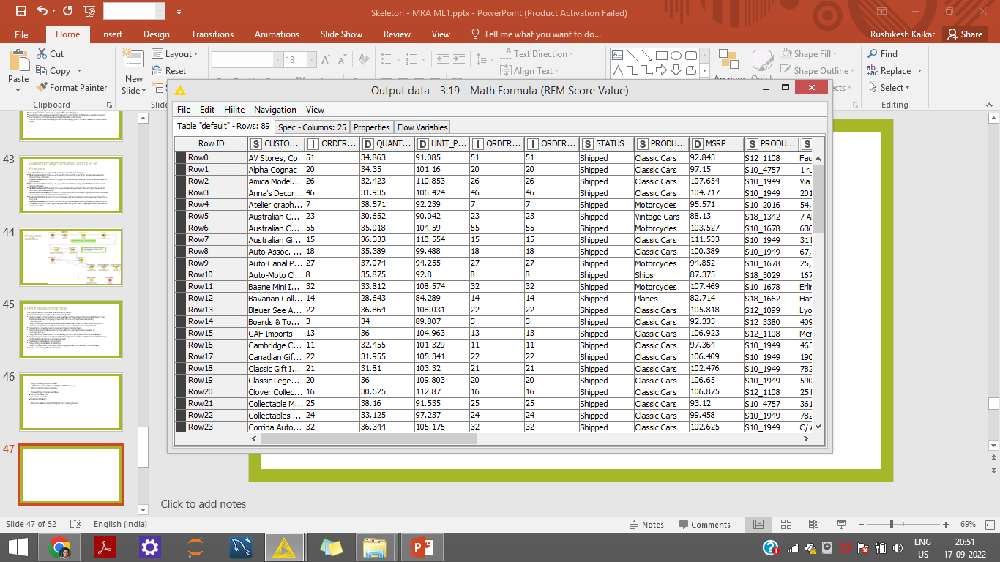 Skeleton - MRA ML1.pptx - PowerPoint (Product Activation Failed)
File Home Insert Design Transitions Animations Slide Show Review View Tell me what you want to do... Rushikesh Kalkar Share
Paste Cut Copy Format Painter
Clipboard
New Slide Layout Reset
18
Text Direction Align Text
Arrange Quick
Shape Fill Shape Outline
Find Replace Select
Editing
Output data - 3:19 - Math Formula (RFM Score Value)
File Edit Hilite Navigation View
Table "default" - Rows: 89 Spec - Columns: 25 Properties Flow Variables
Row ID S CUSTO... I ORDER... D QUANT... D UNIT_P... I ORDER... I ORDER... S STATUS S PRODU... D MSRP S PRODU... S
Row0 AV Stores, Co. 51 34.863 91.085 51 51 Shipped Classic Cars 92.843 S12_1108 Fau
Row1 Alpha Cognac 20 34.35 101.16 20 20 Shipped Classic Cars 97.15 S10_4757 1 ru
Row2 Amica Model... 26 32.423 110.853 26 26 Shipped Classic Cars 107.654 S10_1949 Via
Row3 Anna's Decor... 46 31.935 106.424 46 46 Shipped Classic Cars 104.717 S10_1949 201
Row4 Atelier graph... 7 38.571 92.239 7 7 Shipped Motorcycles 95.571 S10_2016 54,
Row5 Australian C... 23 30.652 90.042 23 23 Shipped Vintage Cars 88.13 S18_1342 7 A
Row6 Australian C... 55 35.018 104.59 55 55 Shipped Motorcycles 103.527 S10_1678 636
Row7 Australian Gi... 15 36.333 110.554 15 15 Shipped Classic Cars 111.533 S10_1949 31
Row8 Auto Assoc. ... 18 35.389 99.488 18 18 Shipped Classic Cars 100.389 S10_1949 67,
Row9 Auto Canal P... 27 37.074 94.255 27 27 Shipped Motorcycles 94.852 S10_1678 25,
Row10 Auto-Moto Cl... 8 35.875 92.8 8 8 Shipped Ships 87.375 S18_3029 167
Row11 Baane Mini I... 32 33.812 108.574 32 32 Shipped Motorcycles 107.469 S10_1678 Erlin
Row12 Bavarian Coll... 14 28.643 84.289 14 14 Shipped Planes 82.714 S18_1662 Han
Row13 Blauer See A... 22 36.864 108.031 22 22 Shipped Classic Cars 105.818 S12_1099 Lyo
Row14 Boards & To... 3 34 89.807 3 3 Shipped Classic Cars 92.333 S12_3380 409
Row15 CAF Imports 13 36 104.963 13 13 Shipped Classic Cars 106.923 S12_1108 Mer
Row16 Cambridge C... 11 32.455 101.329 11 11 Shipped Classic Cars 97.364 S10_1949 465
Row17 Canadian Gif... 22 31.955 105.341 22 22 Shipped Classic Cars 106.409 S10_1949 190
Row18 Classic Gift I... 21 31.81 103.32 21 21 Shipped Classic Cars 102.476 S10_1949 782
Row19 Classic Lege... 20 36 109.803 20 20 Shipped Classic Cars 106.65 S10_1949 590
Row20 Clover Collec... 16 30.625 112.87 16 16 Shipped Classic Cars 106.875 S12_1108 25
Row21 Collectable M... 25 38.16 91.535 25 25 Shipped Classic Cars 93.12 S10_4757 361
Row22 Collectables ... 24 33.125 97.237 24 24 Shipped Classic Cars 99.458 S10_1949 782
Row23 Corrida Auto... 32 36.344 105.175 32 32 Shipped Classic Cars 102.625 S10_1949 C/
43
Customer Segmentation Using RFM Analysis
44
45
RFM KNIME Workflow
46
47
Click to add notes
Slide 47 of 52 English (India) Notes Comments 69%
ENG US
20:51
17-09-2022